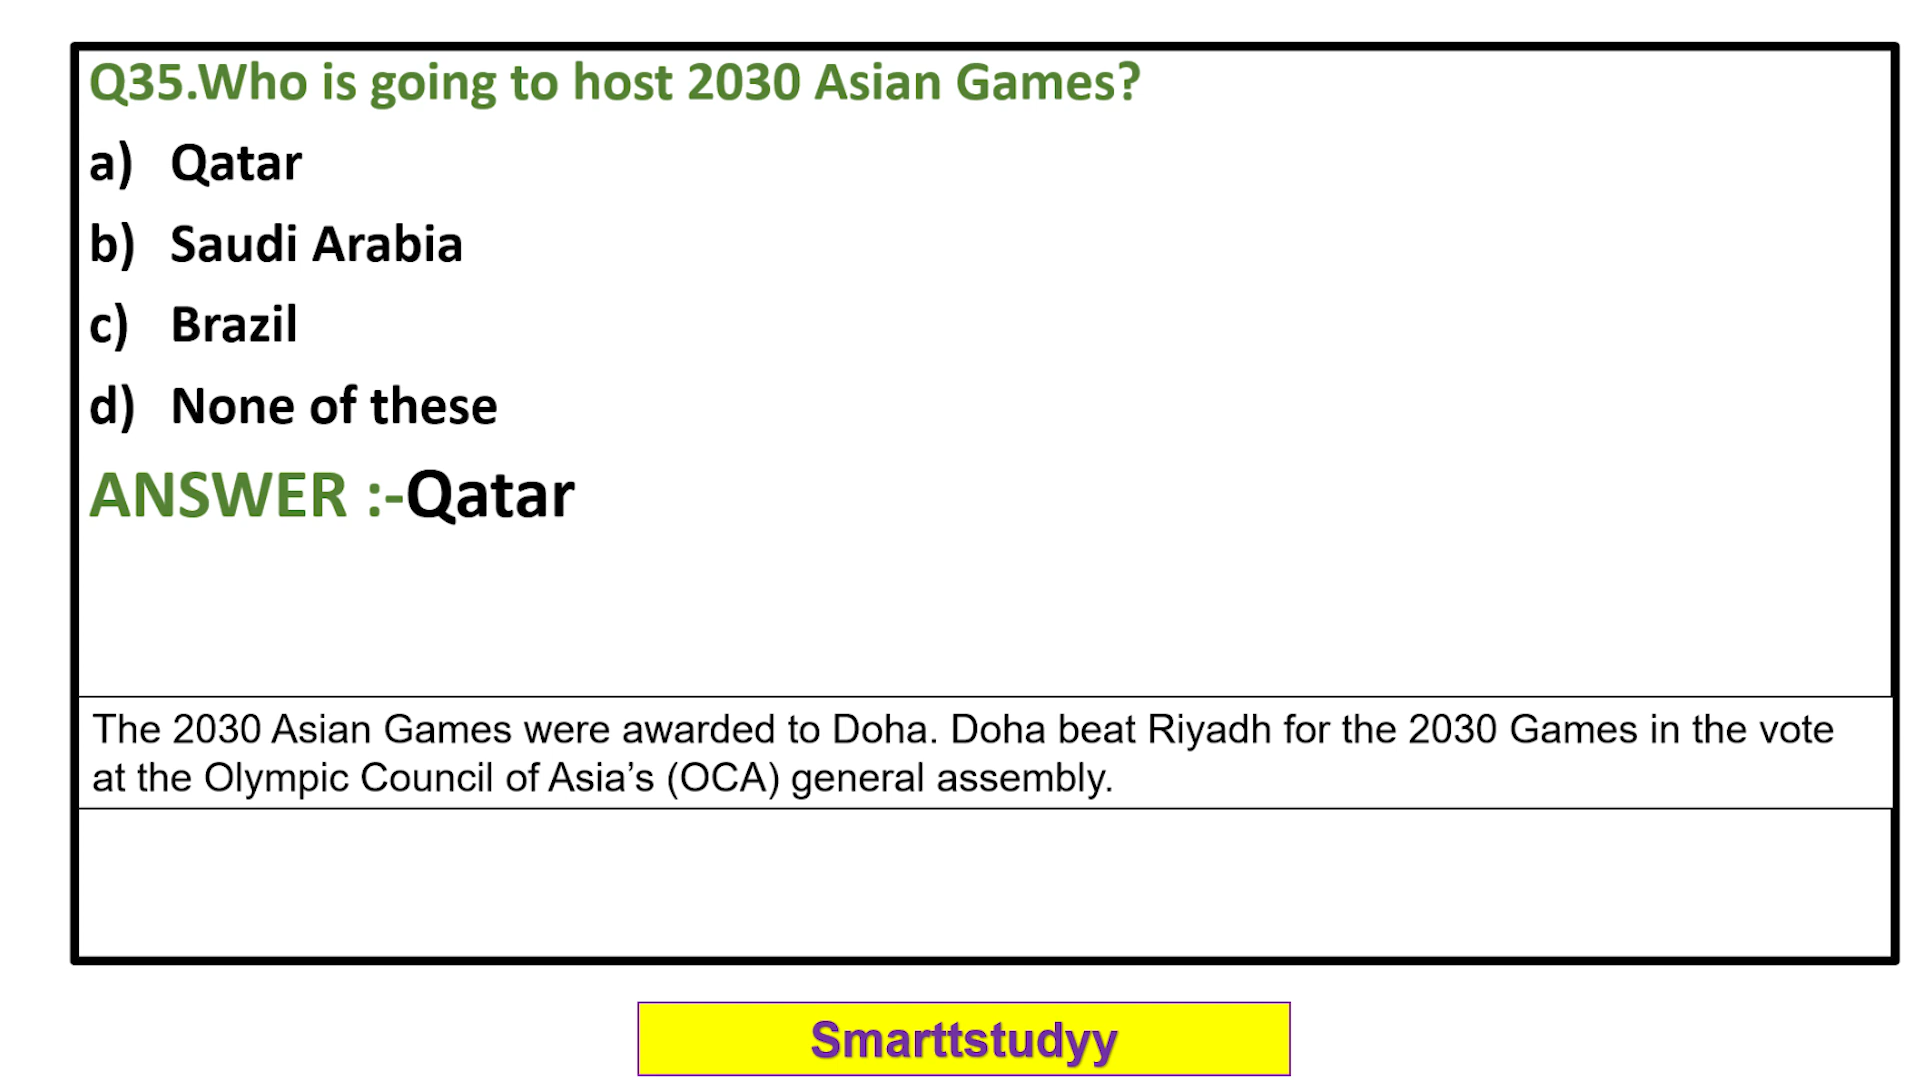 Q35.Who is going to host 2030 Asian Games?
a) Qatar
b) Saudi Arabia
c) Brazil
d) None of these
ANSWER :-Qatar
The 2030 Asian Games were awarded to Doha. Doha beat Riyadh for the 2030 Games in the vote
at the Olympic Council of Asia’s (OCA) general assembly.
Smarttstudyy